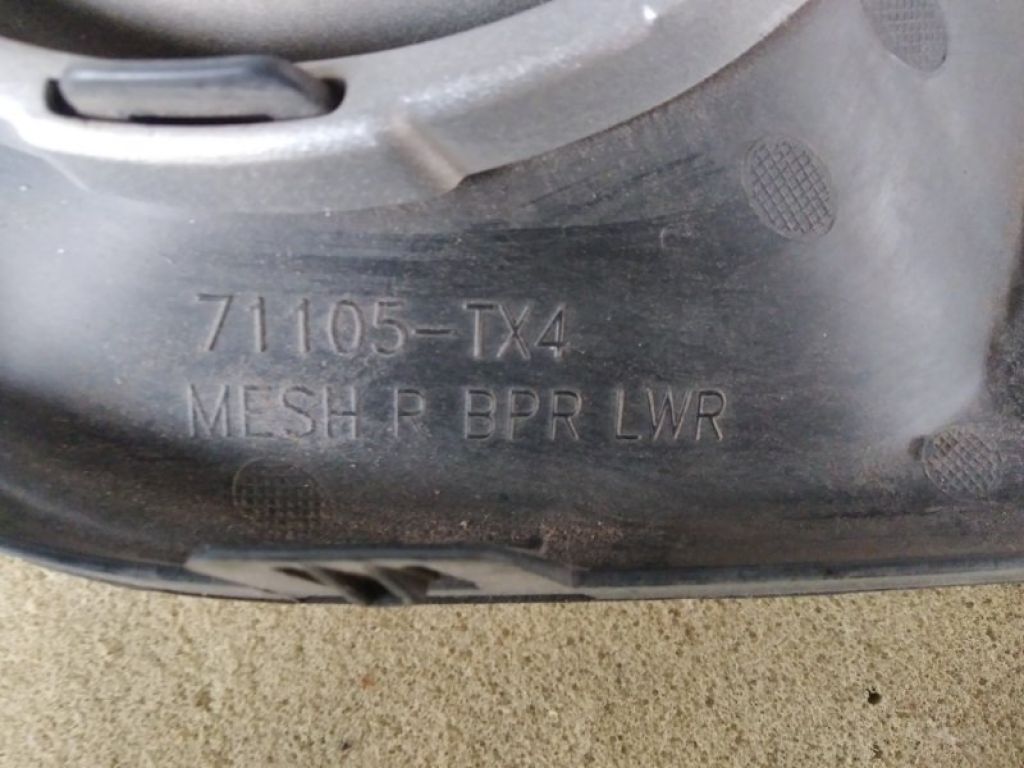 71105-TX4
MESH R BPR LWR